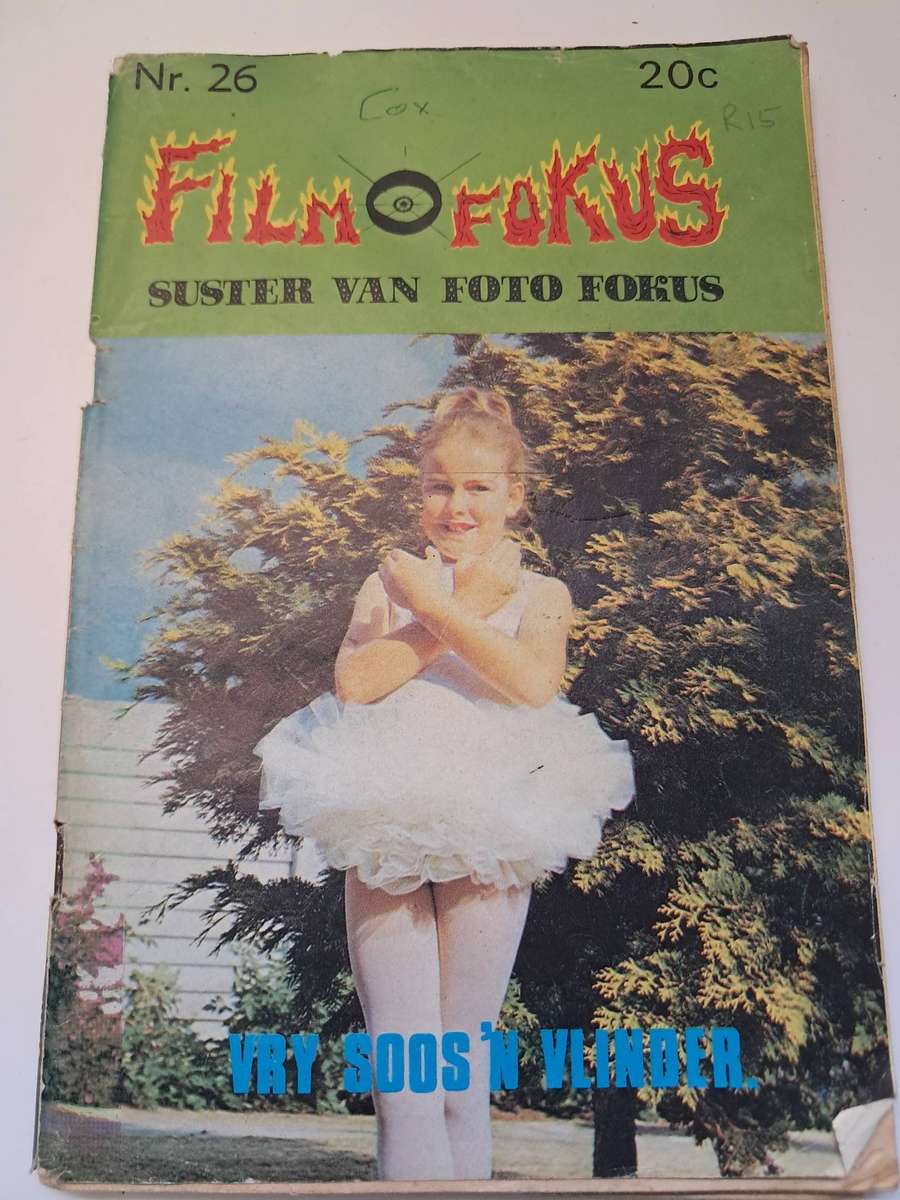 Nr. 26 20c
Cox
R15
FILM FOKUS
SUSTER VAN FOTO FOKUS
VRY SOOS 'N VLINDER.